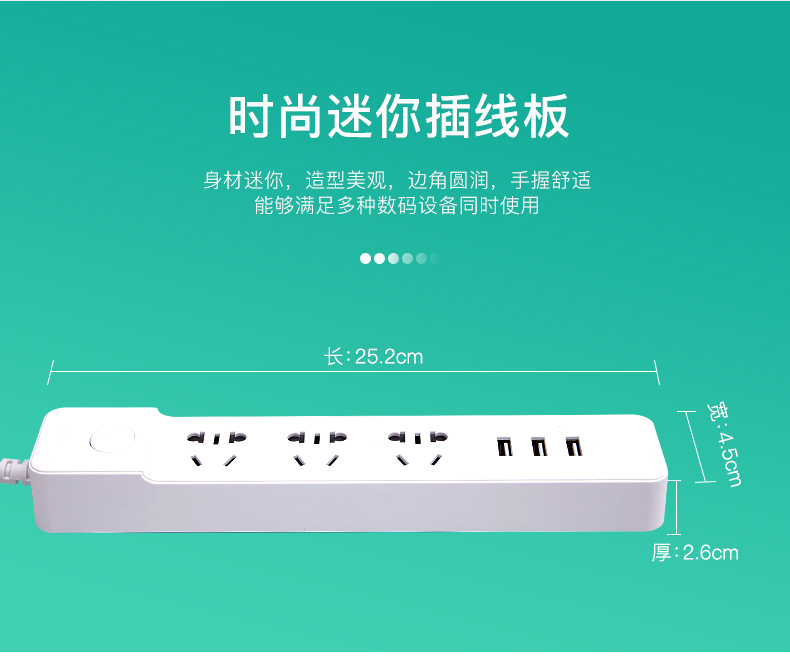 时尚迷你插线板
身材迷你，造型美观，边角圆润，手握舒适
能够满足多种数码设备同时使用
长：25.2cm
宽：4.5cm
厚：2.6cm